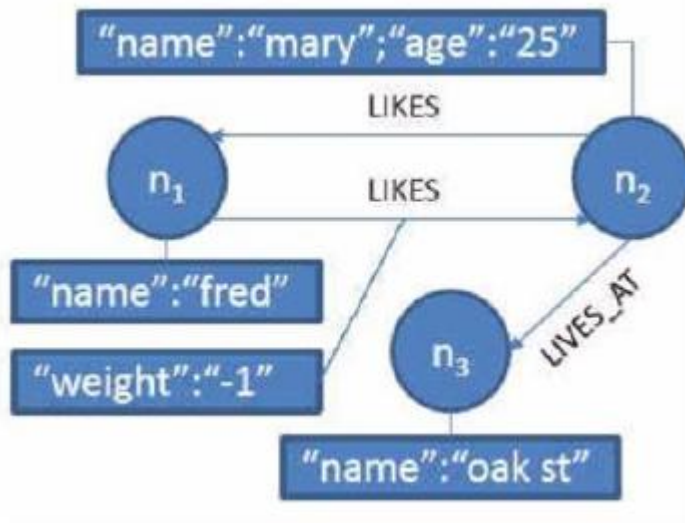 “name”:“mary”;“age”:“25”
LIKES
n₁
n₂
LIKES
“name”:“fred”
LIVES_AT
n₃
“weight”:“-1”
“name”:“oak st”